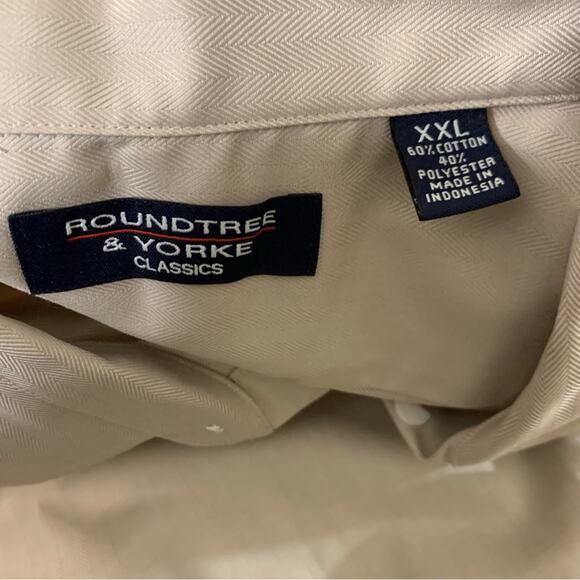 ROUNDTREE
& YORKE
CLASSICS
XXL
60% COTTON
40%
POLYESTER
MADE IN
INDONESIA